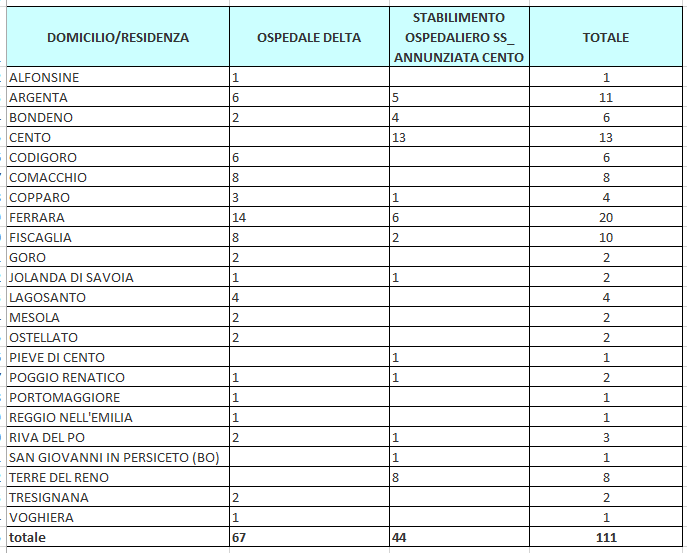 DOMICILIO/RESIDENZA OSPEDALE DELTA STABILIMENTO OSPEDALIERO SS_ ANNUNZIATA CENTO TOTALE
ALFONSINE 1 1
ARGENTA 6 5 11
BONDENO 2 4 6
CENTO 13 13
CODIGORO 6 6
COMACCHIO 8 8
COPPARO 3 1 4
FERRARA 14 6 20
FISCAGLIA 8 2 10
GORO 2 2
JOLANDA DI SAVOIA 1 1 2
LAGOSANTO 4 4
MESOLA 2 2
OSTELLATO 2 2
PIEVE DI CENTO 1 1
POGGIO RENATICO 1 1 2
PORTOMAGGIORE 1 1
REGGIO NELL'EMILIA 1 1
RIVA DEL PO 2 1 3
SAN GIOVANNI IN PERSICETO (BO) 1 1
TERRE DEL RENO 8 8
TRESIGNANA 2 2
VOGHIERA 1 1
totale 67 44 111